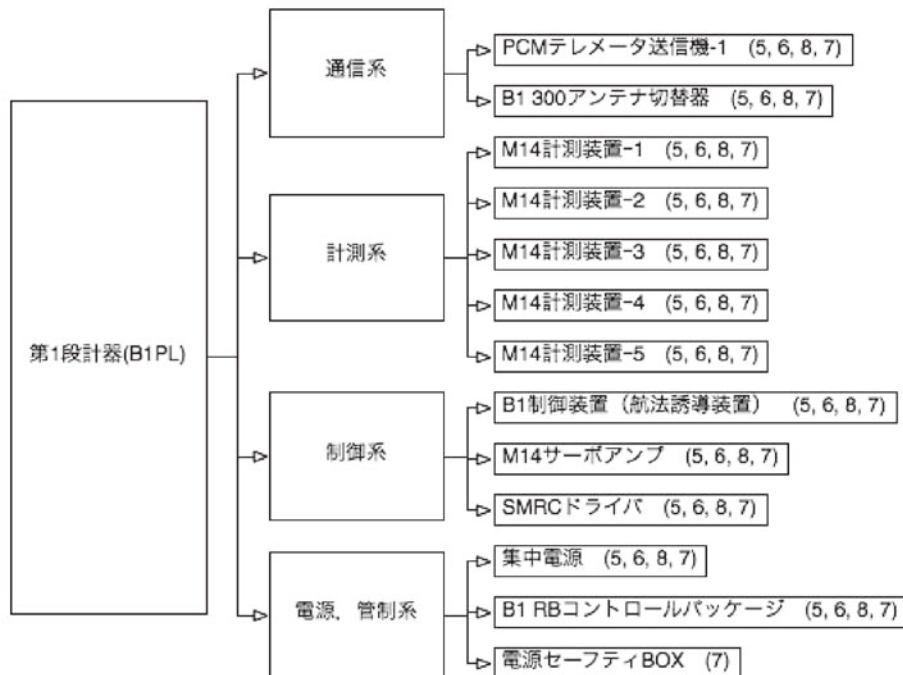 第1段計器(B1PL)
通信系
PCMテレメータ送信機-1 (5, 6, 8, 7)
B1 300アンテナ切替器 (5, 6, 8, 7)
計測系
M14計測装置-1 (5, 6, 8, 7)
M14計測装置-2 (5, 6, 8, 7)
M14計測装置-3 (5, 6, 8, 7)
M14計測装置-4 (5, 6, 8, 7)
M14計測装置-5 (5, 6, 8, 7)
制御系
B1制御装置（航法誘導装置） (5, 6, 8, 7)
M14サーボアンプ (5, 6, 8, 7)
SMRCドライバ (5, 6, 8, 7)
電源，管制系
集中電源 (5, 6, 8, 7)
B1 RBコントロールパッケージ (5, 6, 8, 7)
電源セーフティBOX (7)